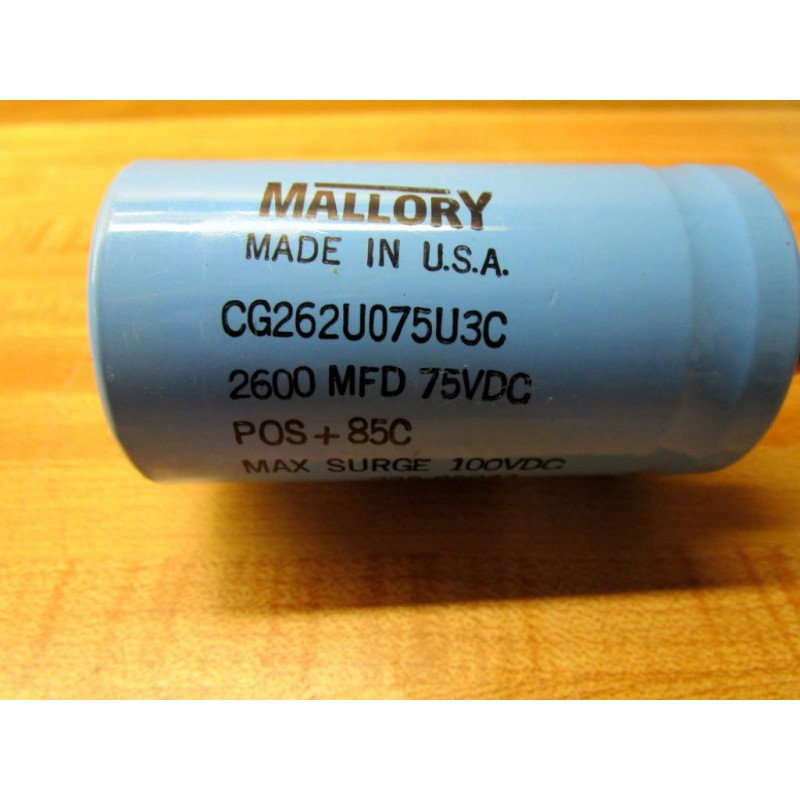 MALLORY
MADE IN U.S.A.
CG262U075U3C
2600 MFD 75VDC
POS + 85C
MAX SURGE 100VDC